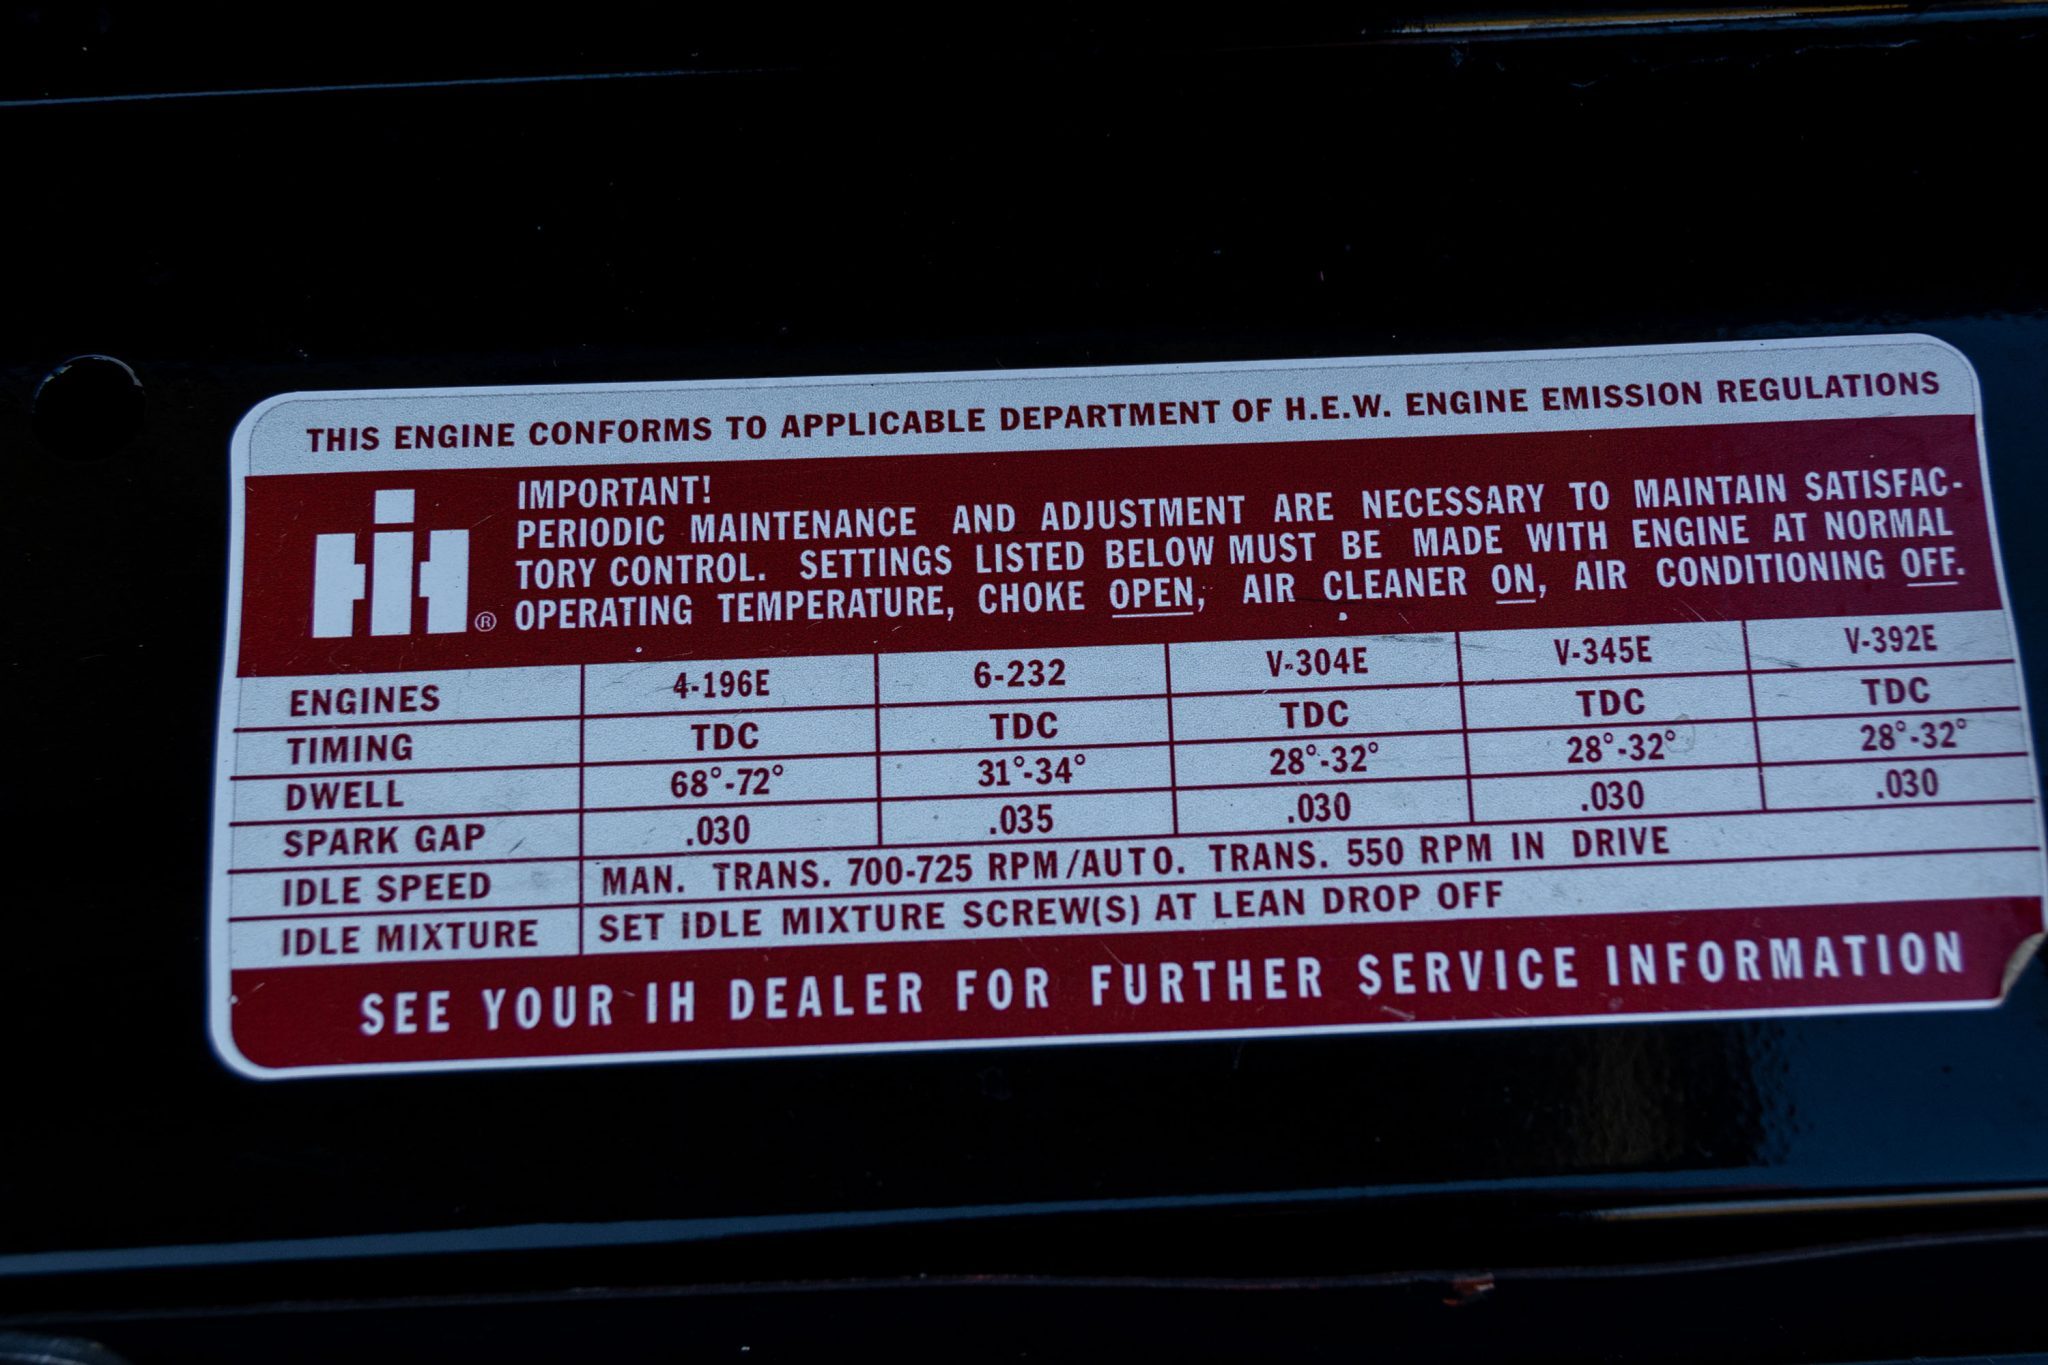 THIS ENGINE CONFORMS TO APPLICABLE DEPARTMENT OF H.E.W. ENGINE EMISSION REGULATIONS
IMPORTANT!
PERIODIC MAINTENANCE AND ADJUSTMENT ARE NECESSARY TO MAINTAIN SATISFAC-
TORY CONTROL. SETTINGS LISTED BELOW MUST BE MADE WITH ENGINE AT NORMAL
OPERATING TEMPERATURE, CHOKE OPEN, AIR CLEANER ON, AIR CONDITIONING OFF.
IH ®
ENGINES 4-196E 6-232 V-304E V-345E V-392E
TIMING TDC TDC TDC TDC TDC
DWELL 68°-72° 31°-34° 28°-32° 28°-32° 28°-32°
SPARK GAP .030 .035 .030 .030 .030
IDLE SPEED MAN. TRANS. 700-725 RPM/AUTO. TRANS. 550 RPM IN DRIVE
IDLE MIXTURE SET IDLE MIXTURE SCREW(S) AT LEAN DROP OFF
SEE YOUR IH DEALER FOR FURTHER SERVICE INFORMATION